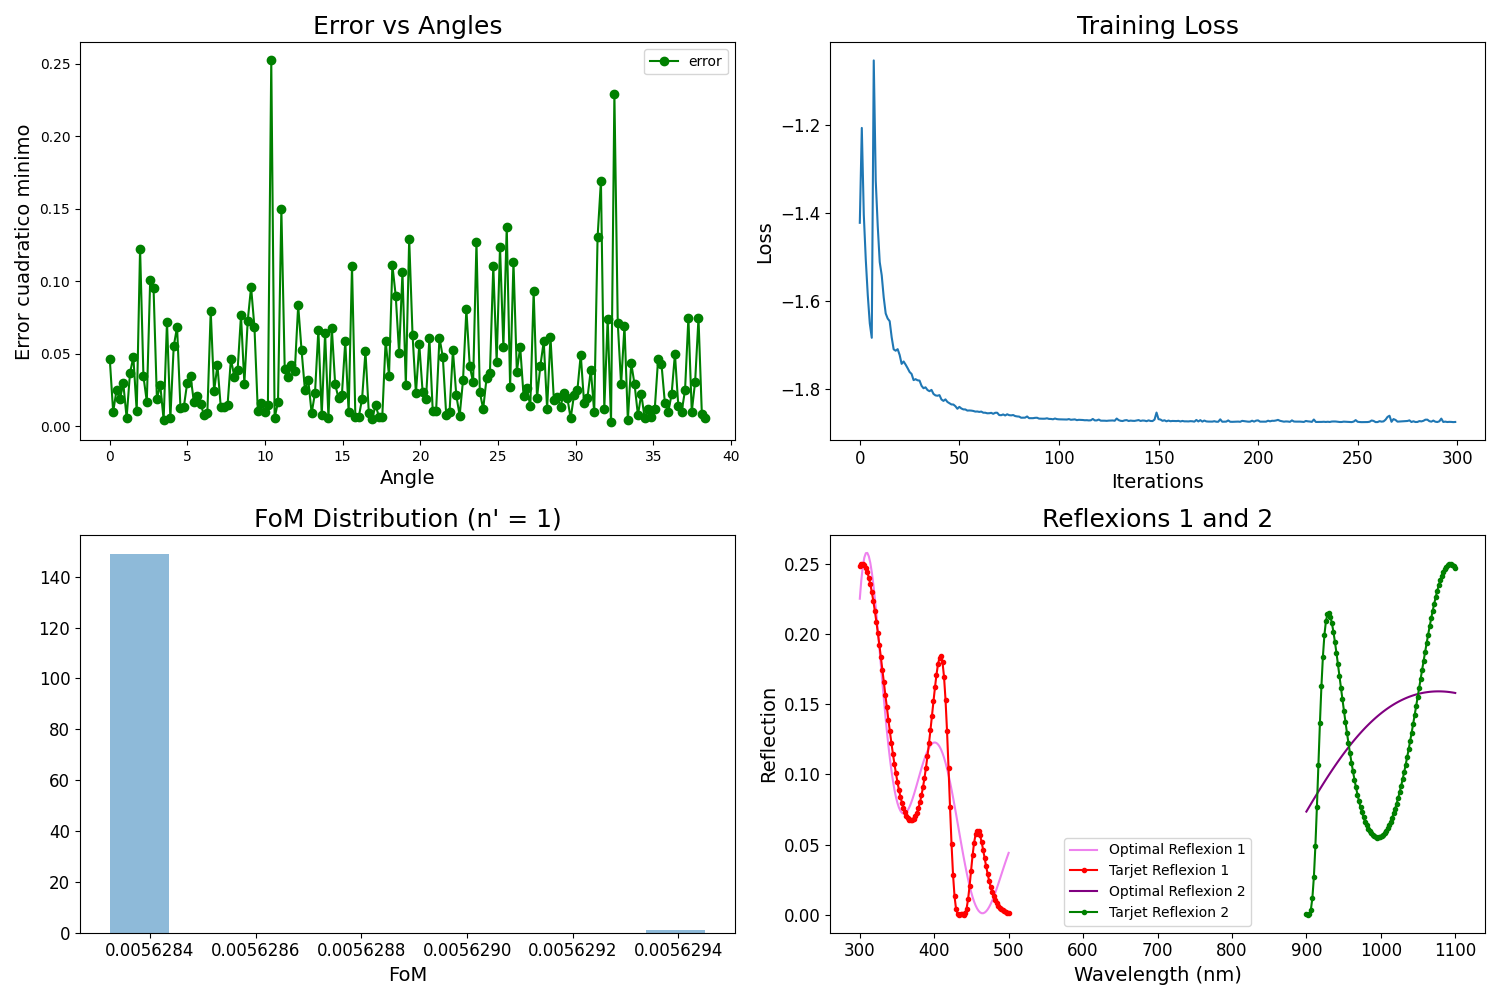 Error vs Angles
error
0.25
0.20
0.15
0.10
0.05
0.00
Error cuadratico minimo
0 5 10 15 20 25 30 35 40
Angle
Training Loss
−1.2
−1.4
−1.6
−1.8
Loss
0 50 100 150 200 250 300
Iterations
FoM Distribution (n' = 1)
140
120
100
80
60
40
20
0
0.0056284 0.0056286 0.0056288 0.0056290 0.0056292 0.0056294
FoM
Reflexions 1 and 2
0.25
0.20
0.15
0.10
0.05
0.00
Reflection
Optimal Reflexion 1
Tarjet Reflexion 1
Optimal Reflexion 2
Tarjet Reflexion 2
300 400 500 600 700 800 900 1000 1100
Wavelength (nm)